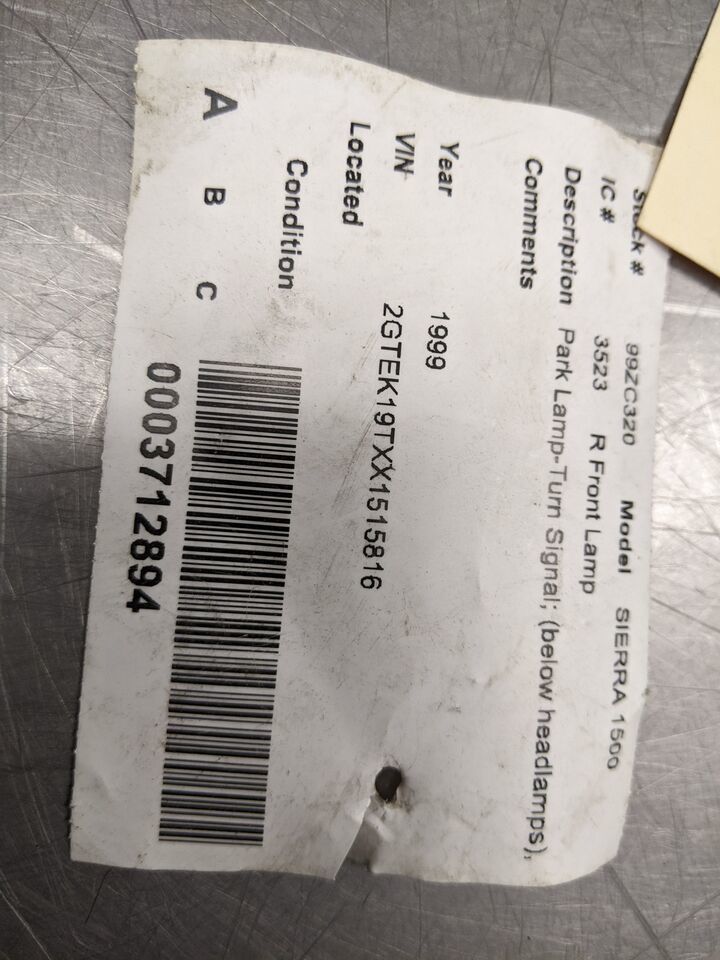 Stock # 99ZC320 Model SIERRA 1500
IC # 3523 R Front Lamp
Description Park Lamp-Turn Signal; (below headlamps),
Comments
Year 1999
VIN 2GTEK19TXX1515816
Located
Condition
A B C
0003712894